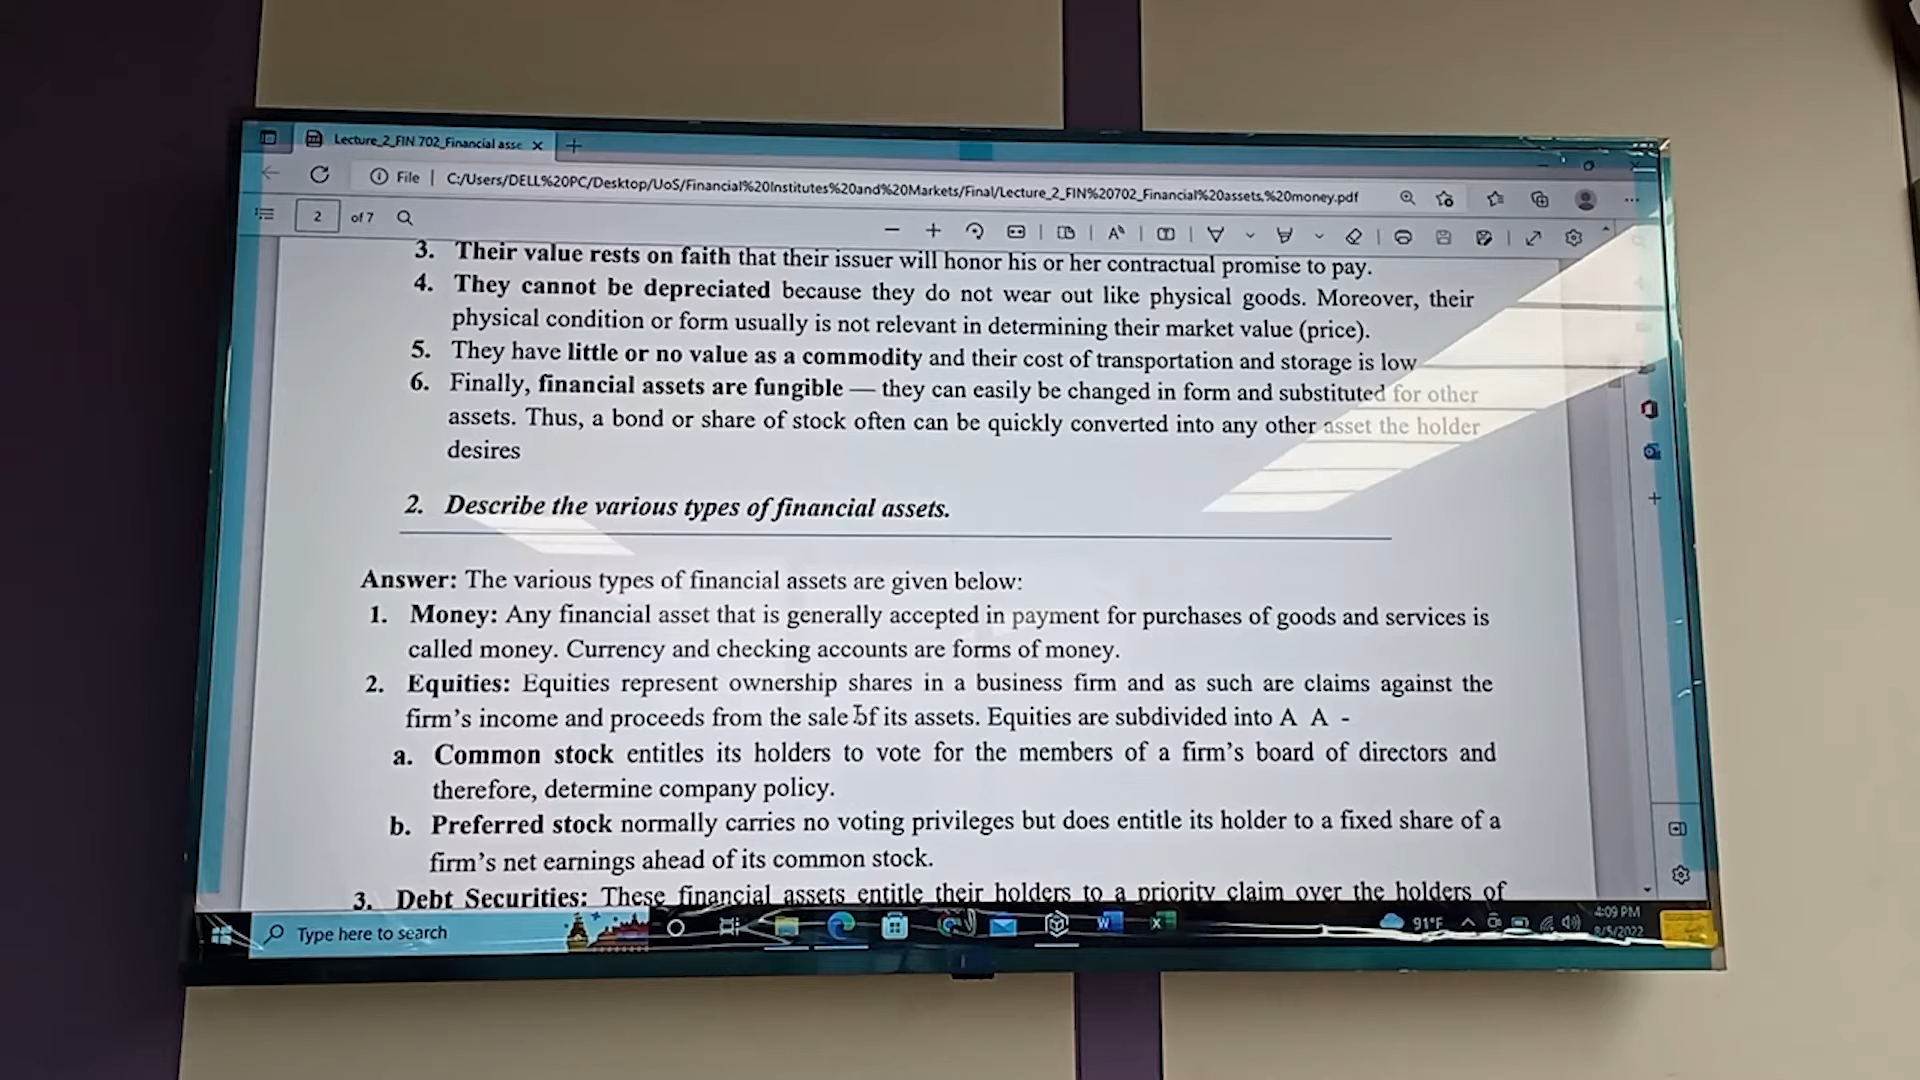 Lecture_2_FIN 702_Financial asse
File
C:/Users/DELL%20PC/Desktop/UoS/Financial%20Institutes%20and%20Markets/Final/Lecture_2_FIN%20702_Financial%20assets,%20money.pdf
2 of 7
3. Their value rests on faith that their issuer will honor his or her contractual promise to pay.
4. They cannot be depreciated because they do not wear out like physical goods. Moreover, their
physical condition or form usually is not relevant in determining their market value (price).
5. They have little or no value as a commodity and their cost of transportation and storage is low
6. Finally, financial assets are fungible — they can easily be changed in form and substituted for other
assets. Thus, a bond or share of stock often can be quickly converted into any other asset the holder
desires
2. Describe the various types of financial assets.
Answer: The various types of financial assets are given below:
1. Money: Any financial asset that is generally accepted in payment for purchases of goods and services is
called money. Currency and checking accounts are forms of money.
2. Equities: Equities represent ownership shares in a business firm and as such are claims against the
firm's income and proceeds from the sale of its assets. Equities are subdivided into A A -
a. Common stock entitles its holders to vote for the members of a firm's board of directors and
therefore, determine company policy.
b. Preferred stock normally carries no voting privileges but does entitle its holder to a fixed share of a
firm's net earnings ahead of its common stock.
3. Debt Securities: These financial assets entitle their holders to a priority claim over the holders of
Type here to search
91°F
4:09 PM
8/5/2022